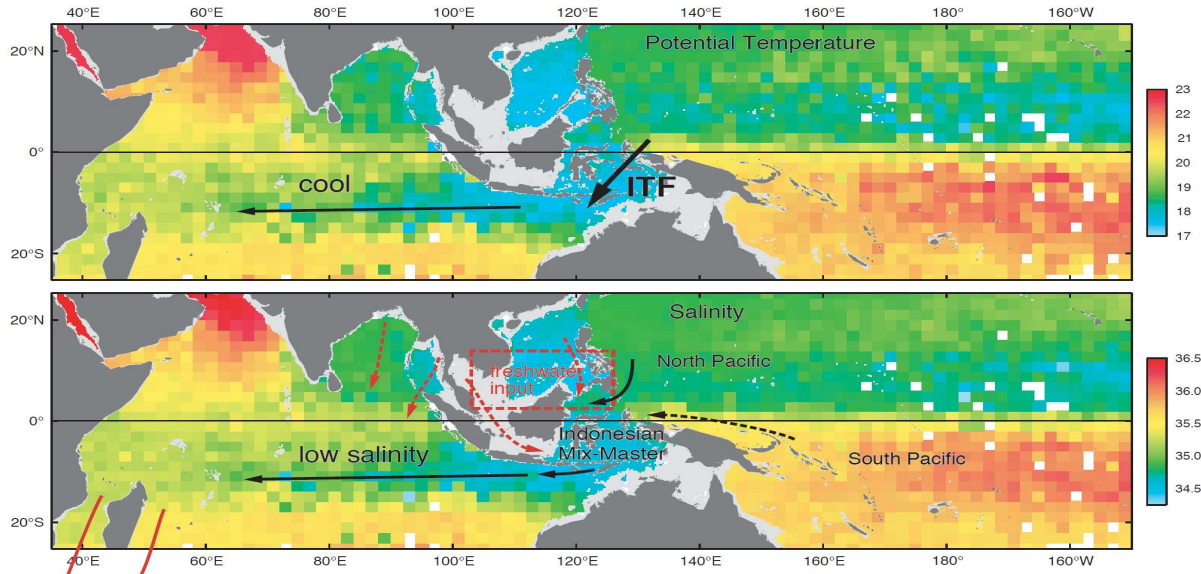 40°E 60°E 80°E 100°E 120°E 140°E 160°E 180° 160°W
20°N
Potential Temperature
0°
cool
ITF
20°S
23
22
21
20
19
18
17
20°N
Salinity
freshwater
input
North Pacific
0°
Indonesian
Mix-Master
low salinity
South Pacific
20°S
36.5
36.0
35.5
35.0
34.5
40°E 60°E 80°E 100°E 120°E 140°E 160°E 180° 160°W